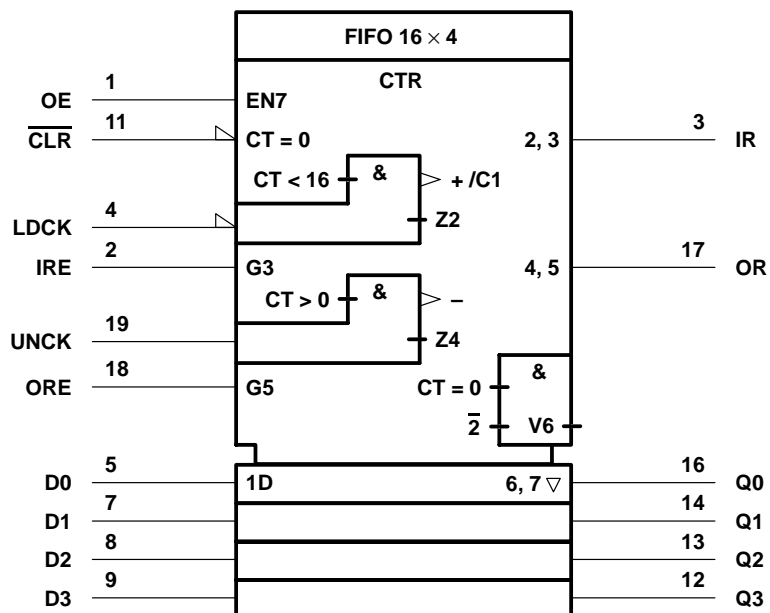 FIFO 16 × 4
CTR
OE 1 EN7
CLR 11 CT = 0 2, 3 3 IR
CT < 16 & + /C1
LDCK 4 Z2
IRE 2 G3 4, 5 17 OR
CT > 0 & –
UNCK 19 Z4
ORE 18 G5 CT = 0 &
2 V6
D0 5 1D 6, 7 ▽ 16 Q0
D1 7 14 Q1
D2 8 13 Q2
D3 9 12 Q3